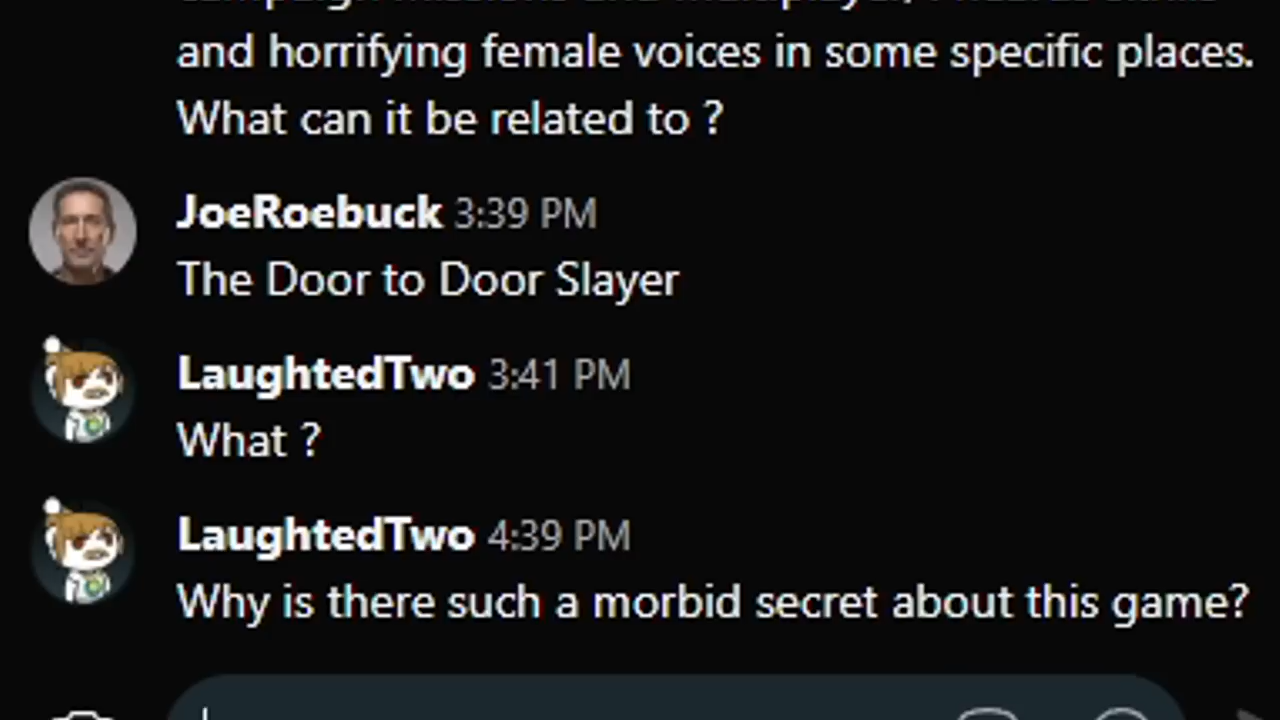 and horrifying female voices in some specific places.
What can it be related to ?
JoeRoebuck 3:39 PM
The Door to Door Slayer
LaughtedTwo 3:41 PM
What ?
LaughtedTwo 4:39 PM
Why is there such a morbid secret about this game?